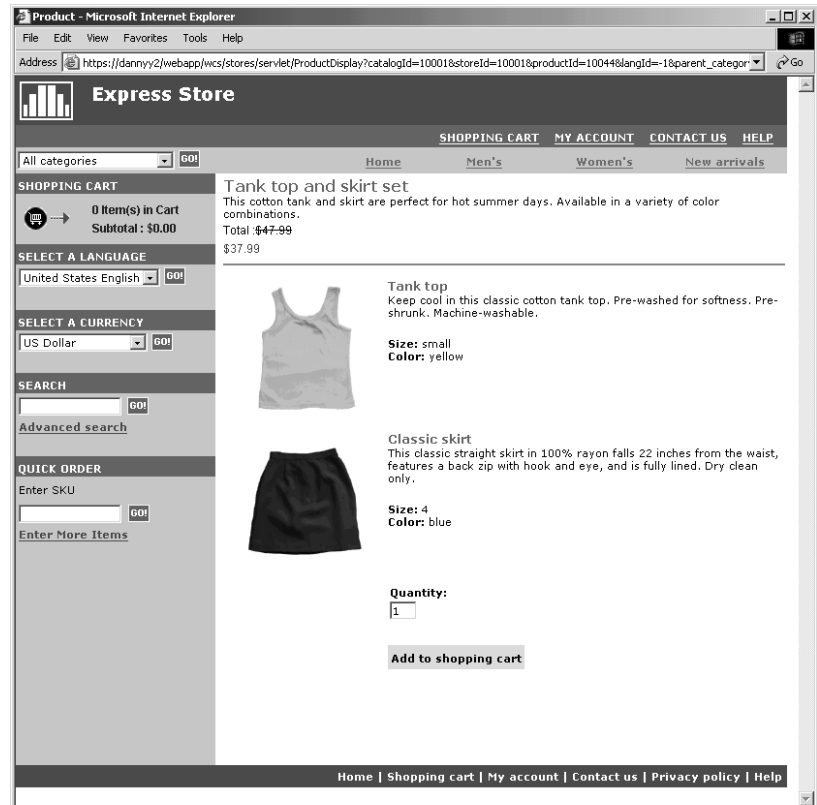 Product - Microsoft Internet Explorer
File Edit View Favorites Tools Help
Address https://dannyy2/webapp/wcs/stores/servlet/ProductDisplay?catalogId=10001&storeId=10001&productId=10044&langId=-1&parent_categor Go
Express Store
SHOPPING CART MY ACCOUNT CONTACT US HELP
All categories GO!
Home Men's Women's New arrivals
SHOPPING CART
0 Item(s) in Cart
Subtotal : $0.00
SELECT A LANGUAGE
United States English GO!
SELECT A CURRENCY
US Dollar GO!
SEARCH
GO!
Advanced search
QUICK ORDER
Enter SKU
GO!
Enter More Items
Tank top and skirt set
This cotton tank and skirt are perfect for hot summer days. Available in a variety of color
combinations.
Total :$47.99
$37.99
Tank top
Keep cool in this classic cotton tank top. Pre-washed for softness. Pre-
shrunk. Machine-washable.
Size: small
Color: yellow
Classic skirt
This classic straight skirt in 100% rayon falls 22 inches from the waist,
features a back zip with hook and eye, and is fully lined. Dry clean
only.
Size: 4
Color: blue
Quantity:
1
Add to shopping cart
Home | Shopping cart | My account | Contact us | Privacy policy | Help